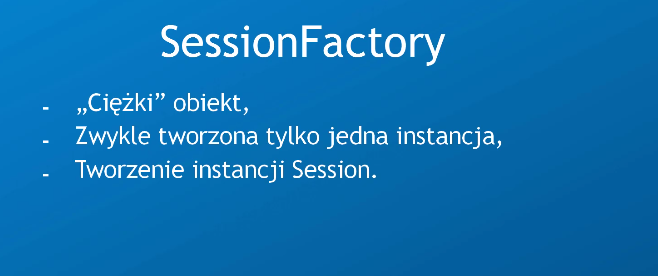 SessionFactory
- „Ciężki” obiekt,
- Zwykle tworzona tylko jedna instancja,
- Tworzenie instancji Session.